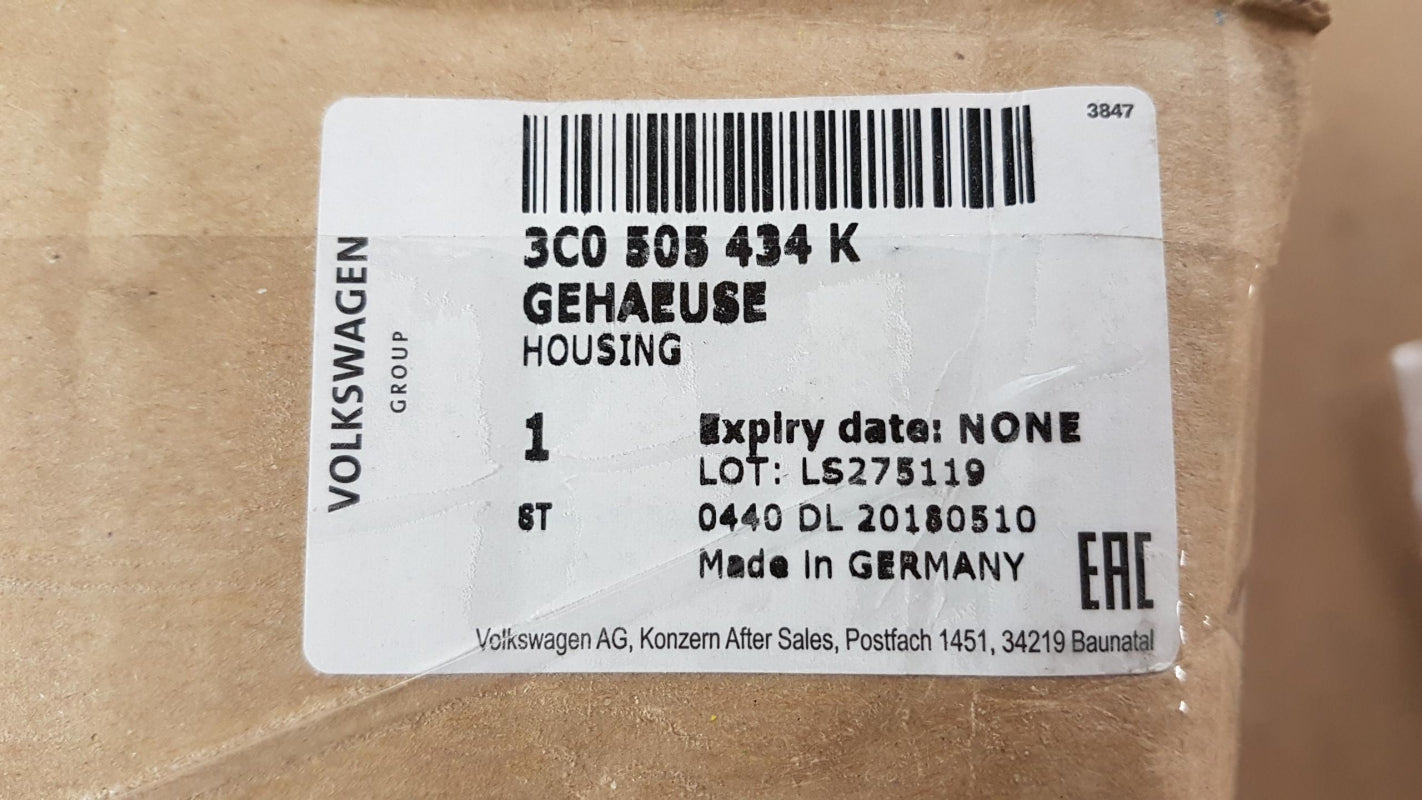 3847
3C0 505 434 K
GEHAEUSE
HOUSING
VOLKSWAGEN
GROUP
1
Expiry date: NONE
LOT: LS275119
ST
0440 DL 20180510
Made in GERMANY
EAC
Volkswagen AG, Konzern After Sales, Postfach 1451, 34219 Baunatal